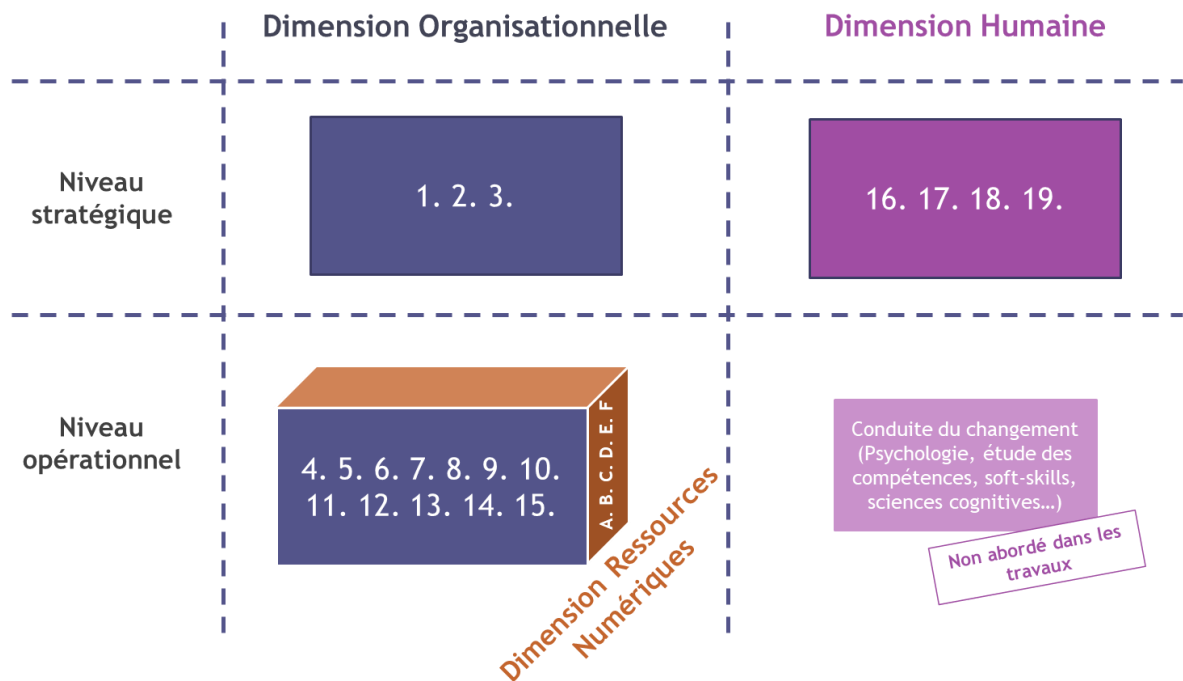 Dimension Organisationnelle
Dimension Humaine
Niveau
stratégique
1. 2. 3.
16. 17. 18. 19.
Niveau
opérationnel
4. 5. 6. 7. 8. 9. 10.
11. 12. 13. 14. 15.
A. B. C. D. E. F
Dimension Ressources
Numériques
Conduite du changement
(Psychologie, étude des
compétences, soft-skills,
sciences cognitives…)
Non abordé dans les
travaux